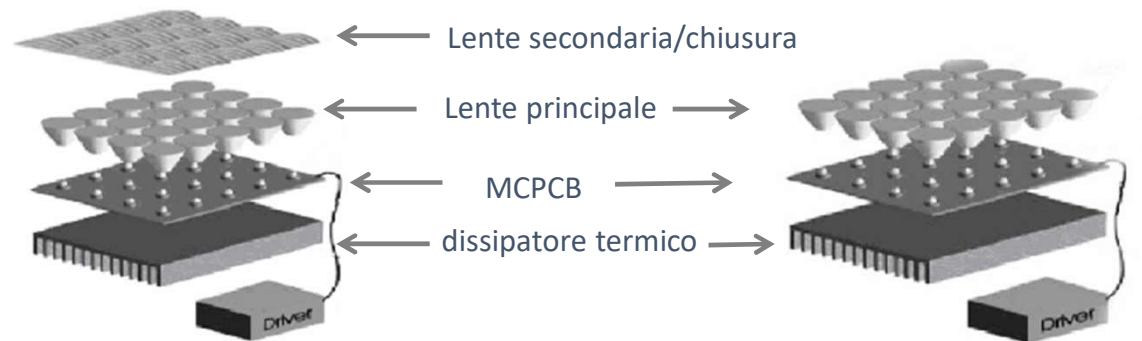 Lente secondaria/chiusura
Lente principale
MCPCB
dissipatore termico
Driver
Driver